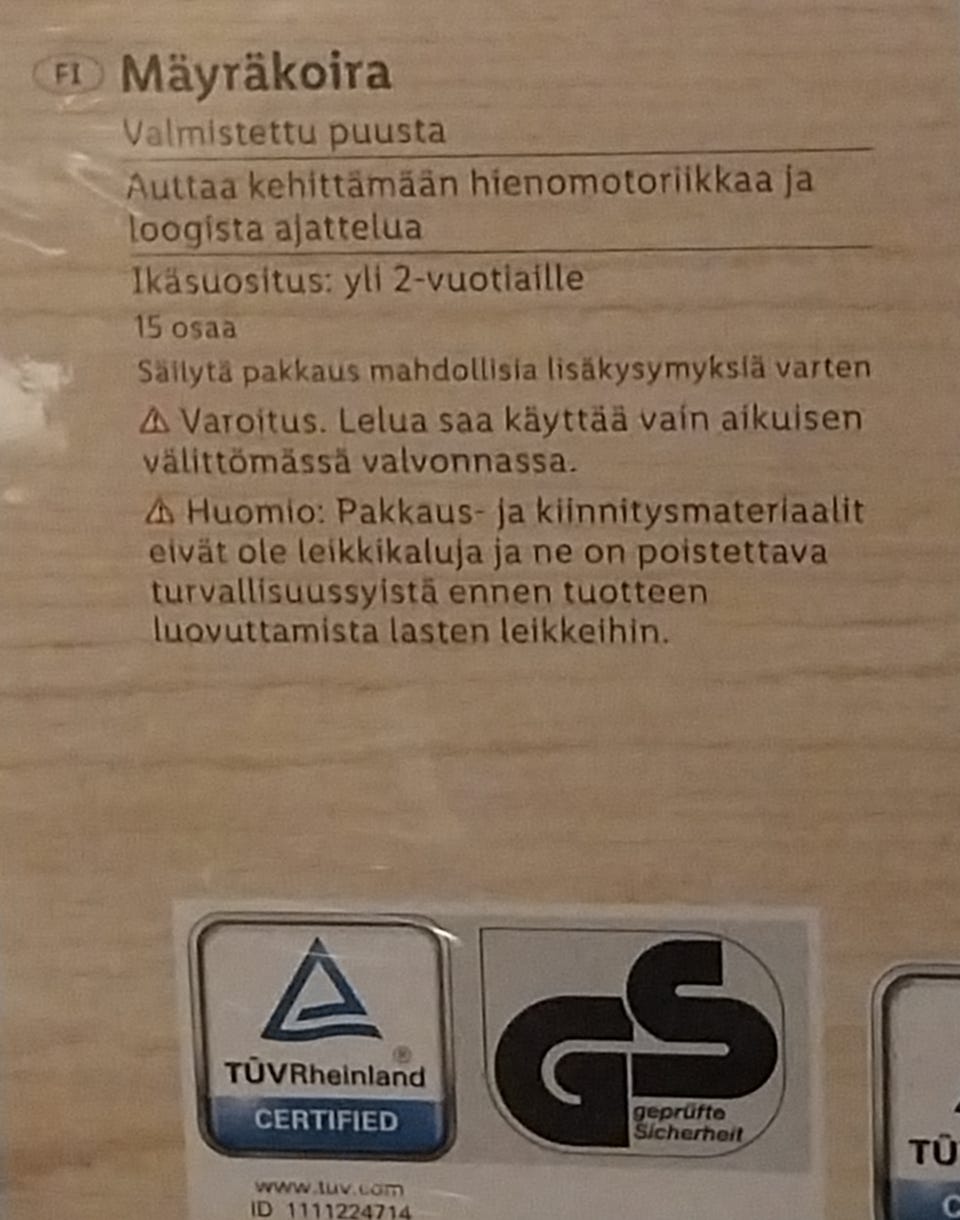 FI Mäyräkoira
Valmistettu puusta
Auttaa kehittämään hienomotoriikkaa ja
loogista ajattelua
Ikäsuositus: yli 2-vuotiaille
15 osaa
Säilytä pakkaus mahdollisia lisäkysymyksiä varten
⚠ Varoitus. Lelua saa käyttää vain aikuisen
välittömässä valvonnassa.
⚠ Huomio: Pakkaus- ja kiinnitysmateriaalit
eivät ole leikkikaluja ja ne on poistettava
turvallisuussyistä ennen tuotteen
luovuttamista lasten leikkeihin.
®
TÜVRheinland
CERTIFIED
GS
geprüfte
Sicherheit
www.tuv.com
ID 1111224714
TÜ
C